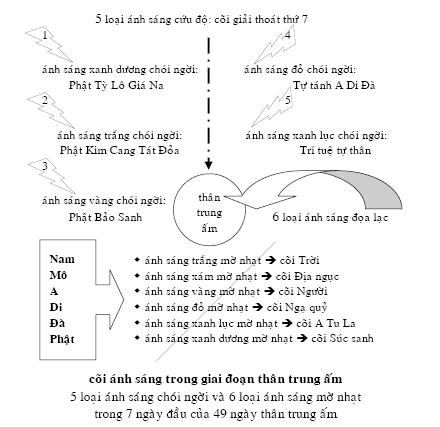 5 loại ánh sáng cứu độ: cõi giải thoát thứ 7
1
ánh sáng xanh dương chói ngời:
Phật Tỳ Lô Giá Na
2
ánh sáng trắng chói ngời:
Phật Kim Cang Tát Đỏa
3
ánh sáng vàng chói ngời:
Phật Bảo Sanh
4
ánh sáng đỏ chói ngời:
Tự tánh A Di Đà
5
ánh sáng xanh lục chói ngời:
Trí tuệ tự thân
thân
trung
ấm
6 loại ánh sáng đọa lạc
Nam
Mô
A
Di
Đà
Phật
◆ ánh sáng trắng mờ nhạt ➔ cõi Trời
◆ ánh sáng xám mờ nhạt ➔ cõi Địa ngục
◆ ánh sáng vàng mờ nhạt ➔ cõi Người
◆ ánh sáng đỏ mờ nhạt ➔ cõi Ngạ quỷ
◆ ánh sáng xanh lục mờ nhạt ➔ cõi A Tu La
◆ ánh sáng xanh dương mờ nhạt ➔ cõi Súc sanh
cõi ánh sáng trong giai đoạn thân trung ấm
5 loại ánh sáng chói ngời và 6 loại ánh sáng mờ nhạt
trong 7 ngày đầu của 49 ngày thân trung ấm